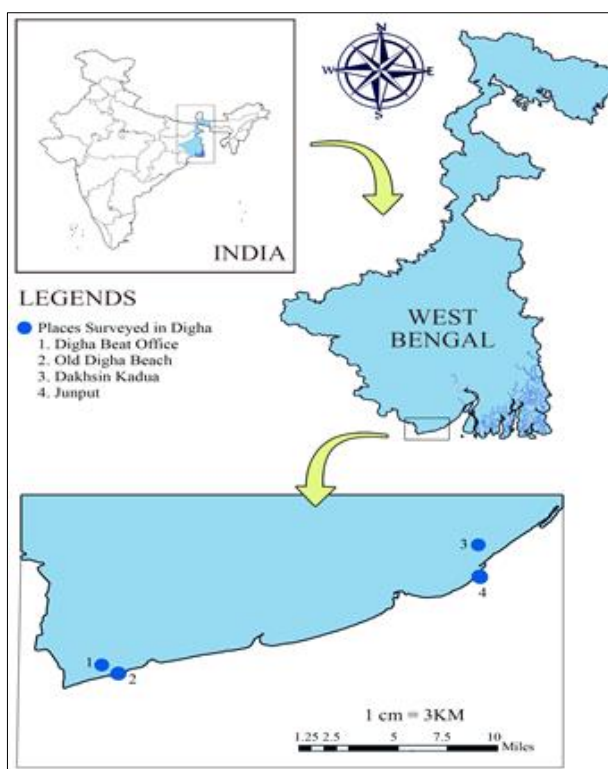 N
W E
S
INDIA
LEGENDS
Places Surveyed in Digha
1. Digha Beat Office
2. Old Digha Beach
3. Dakhsin Kadua
4. Junput
WEST
BENGAL
3
4
1
2
1 cm = 3KM
1.25 2.5 5 7.5 10
Miles